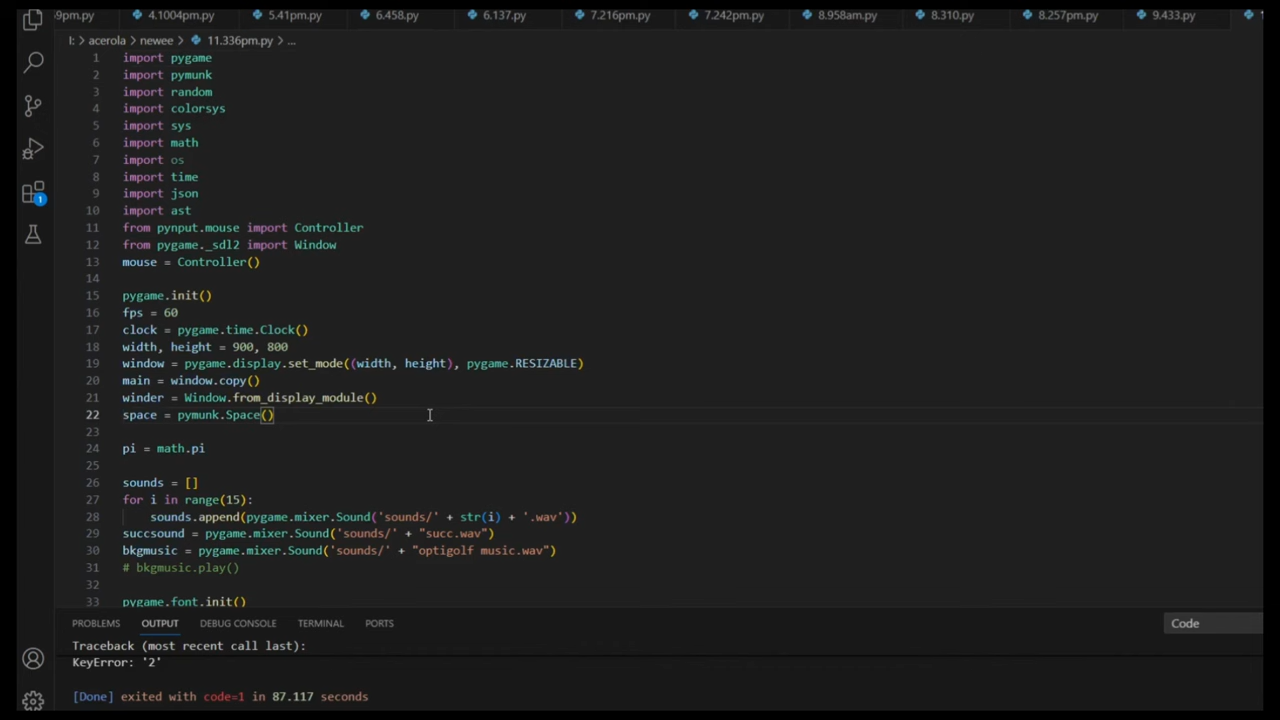 9pm.py 4.1004pm.py 5.41pm.py 6.458.py 6.137.py 7.216pm.py 7.242pm.py 8.958am.py 8.310.py 8.257pm.py 9.433.py 1
I: > acerola > newee > 11.336pm.py > ...
1 import pygame
2 import pymunk
3 import random
4 import colorsys
5 import sys
6 import math
7 import os
8 import time
9 import json
10 import ast
11 from pynput.mouse import Controller
12 from pygame._sdl2 import Window
13 mouse = Controller()
14
15 pygame.init()
16 fps = 60
17 clock = pygame.time.Clock()
18 width, height = 900, 800
19 window = pygame.display.set_mode((width, height), pygame.RESIZABLE)
20 main = window.copy()
21 winder = Window.from_display_module()
22 space = pymunk.Space()
23
24 pi = math.pi
25
26 sounds = []
27 for i in range(15):
28 sounds.append(pygame.mixer.Sound('sounds/' + str(i) + '.wav'))
29 succsound = pygame.mixer.Sound('sounds/' + "succ.wav")
30 bkgmusic = pygame.mixer.Sound('sounds/' + "optigolf music.wav")
31 # bkgmusic.play()
32
33 pygame.font.init()
PROBLEMS OUTPUT DEBUG CONSOLE TERMINAL PORTS Code
Traceback (most recent call last):
KeyError: '2'
[Done] exited with code=1 in 87.117 seconds
1